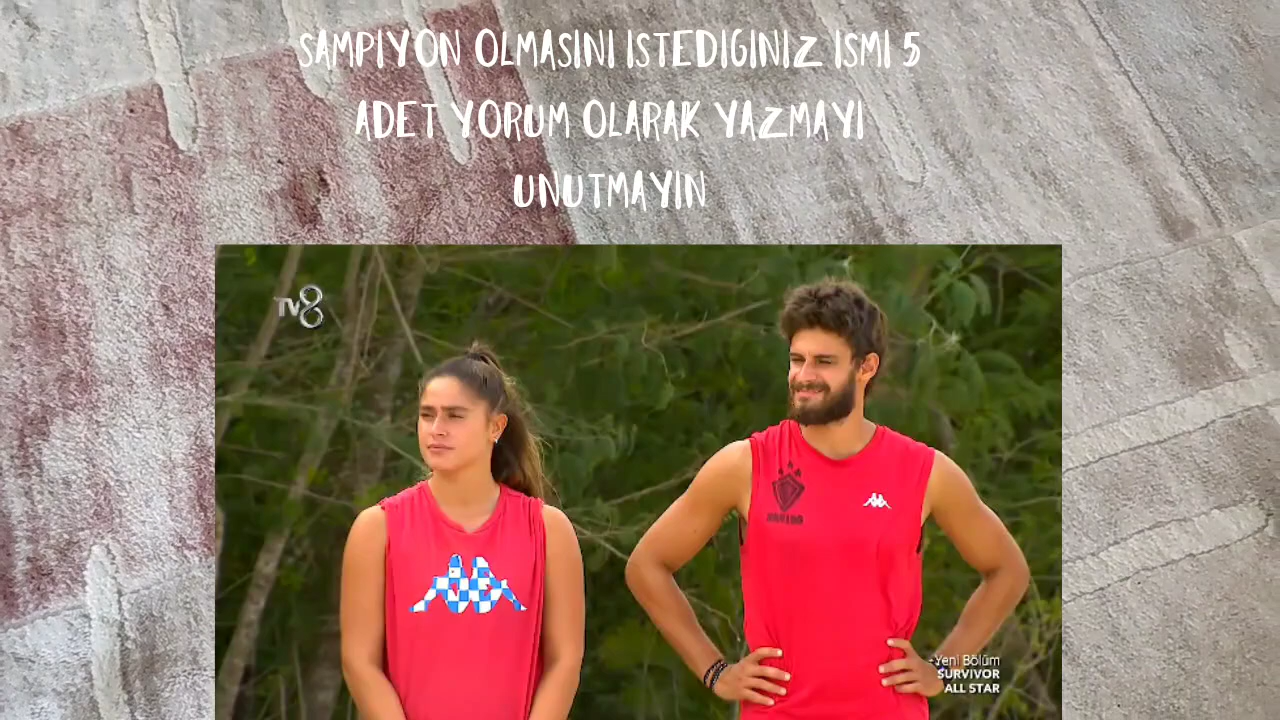 SAMPIYON OLMASINI ISTEDIGINIZ ISMI 5
ADET YORUM OLARAK YAZMAYI
UNUTMAYIN
TV8
Yeni Bölüm
SURVIVOR
ALL STAR